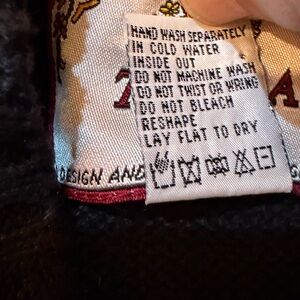 HAND WASH SEPARATELY
IN COLD WATER
INSIDE OUT
DO NOT MACHINE WASH
DO NOT TWIST OR WRING
DO NOT BLEACH
RESHAPE
LAY FLAT TO DRY
DESIGN AND